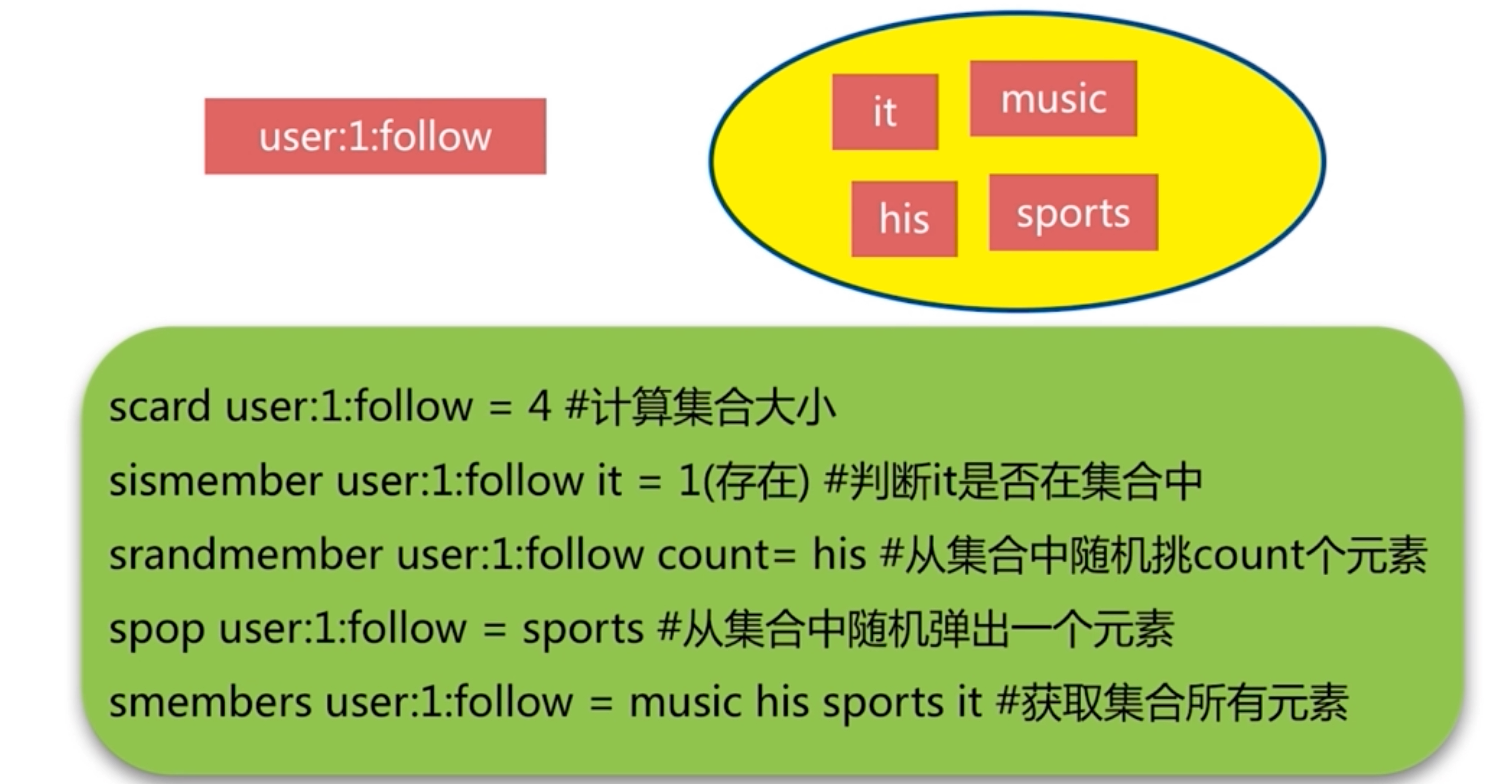 user:1:follow
it
music
his
sports
scard user:1:follow = 4 #计算集合大小
sismember user:1:follow it = 1(存在) #判断it是否在集合中
srandmember user:1:follow count= his #从集合中随机挑count个元素
spop user:1:follow = sports #从集合中随机弹出一个元素
smembers user:1:follow = music his sports it #获取集合所有元素